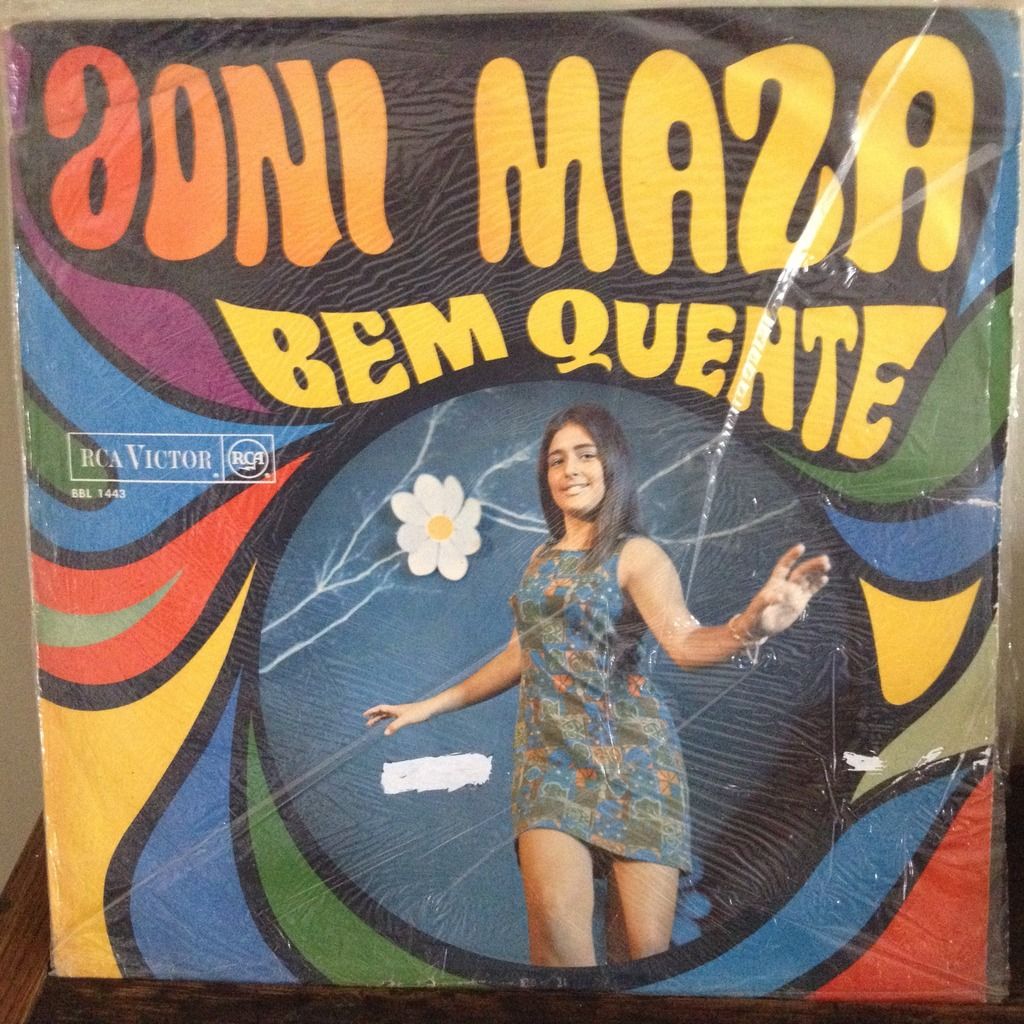 JONI MAZA
BEM QUENTE
RCA VICTOR RCA
BBL 1443